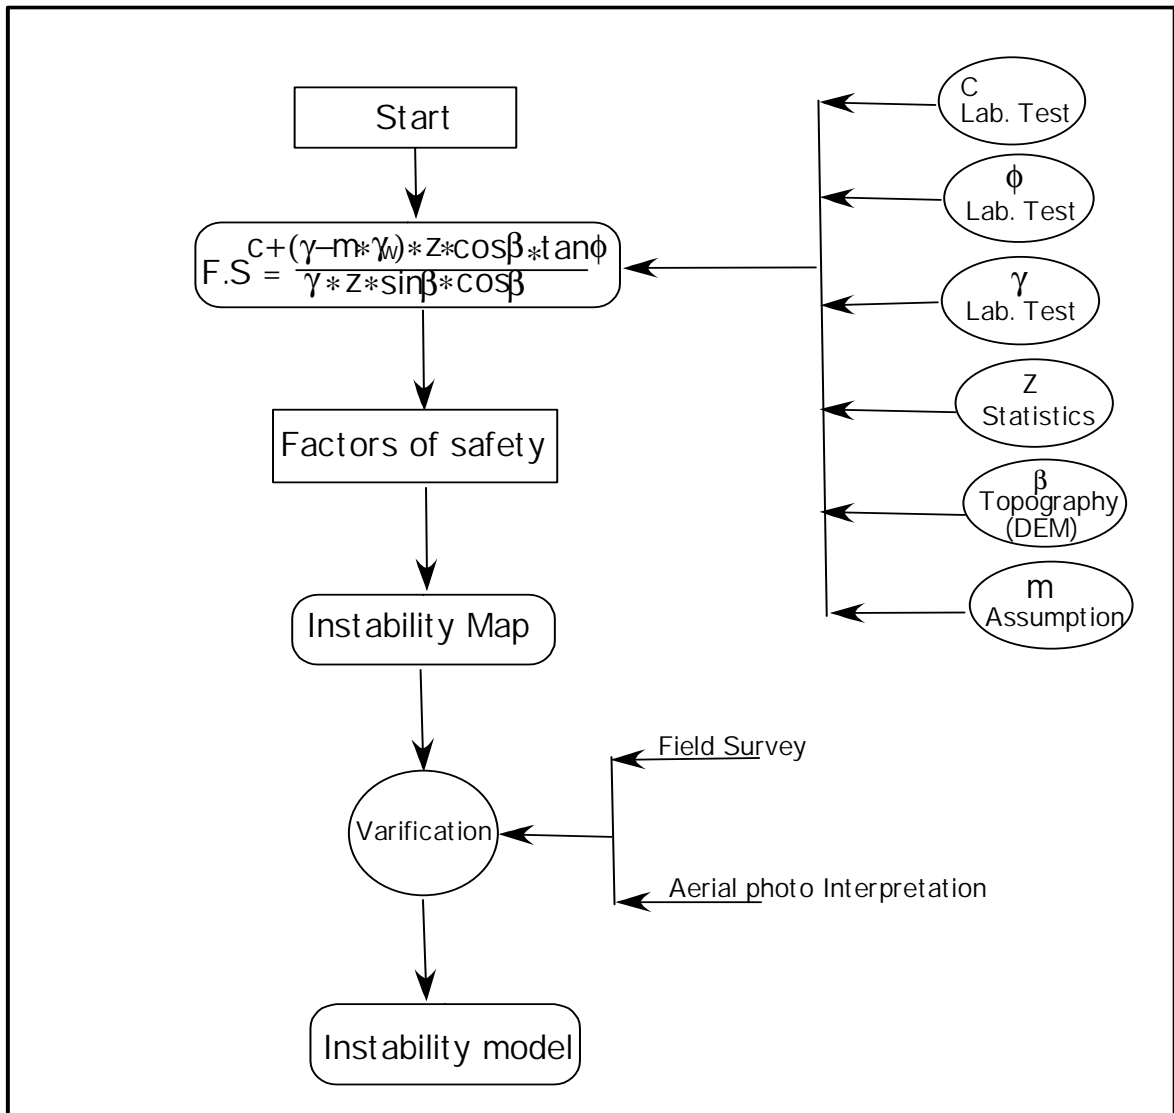 Start
F.S = c+(γ−m*γw)*z*cosβ*tanϕ
γ*z*sinβ*cosβ
Factors of safety
Instability Map
Varification
Instability model
C
Lab. Test
ϕ
Lab. Test
γ
Lab. Test
z
Statistics
β
Topography
(DEM)
m
Assumption
Field Survey
Aerial photo Interpretation